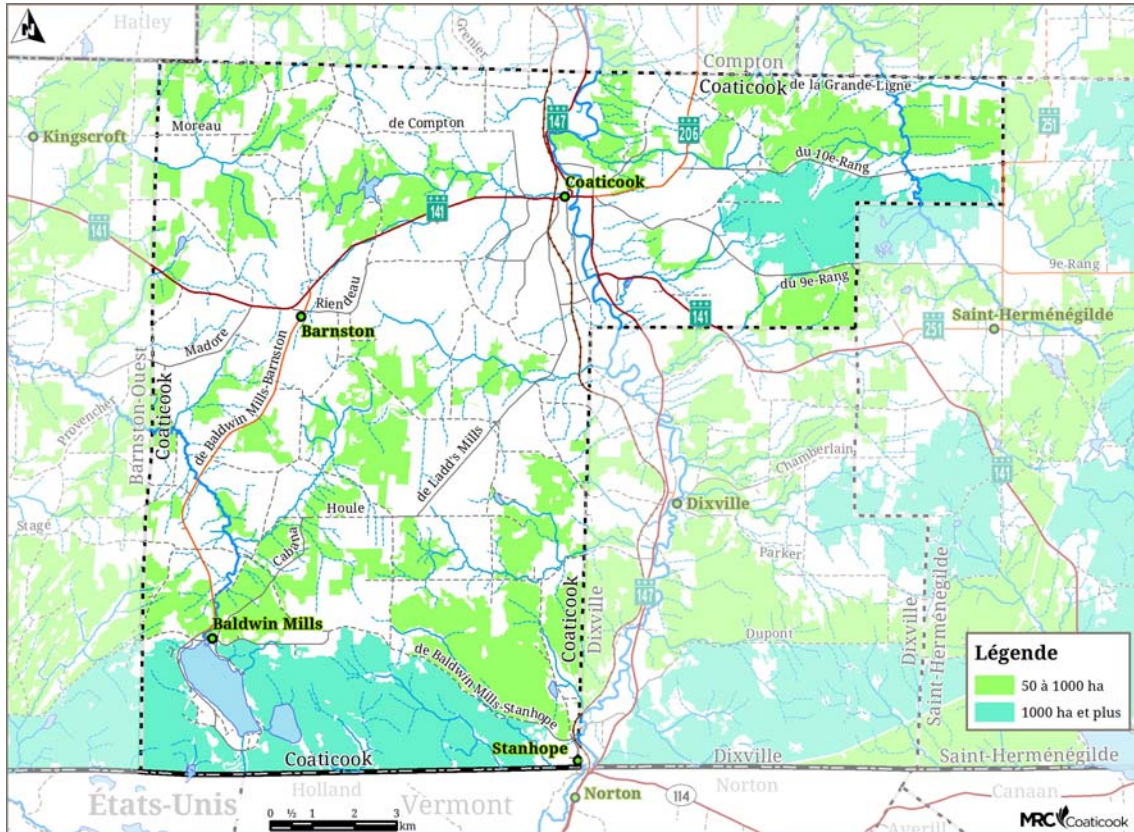 N
Hatley
Grenier
Compton
Coaticook
de la Grande-Ligne
Kingscroft
Moreau
de Compton
147
206
251
du 10e-Rang
Coaticook
141
141
du 9e-Rang
9e-Rang
Riendeau
Barnston
Madore
141
Saint-Herménégilde
251
Provencher
Barnston-Ouest
Coaticook
de Baldwin Mills-Barnston
de Ladd's Mills
Chamberlain
141
Stagé
Houle
Dixville
Cabana
Parker
Coaticook
Dixville
147
Baldwin Mills
Dupont
Dixville
Saint-Herménégilde
de Baldwin Mills-Stanhope
Légende
50 à 1000 ha
1000 ha et plus
Stanhope
Coaticook
Dixville
Saint-Herménégilde
États-Unis
Holland
Vermont
Norton
114
Norton
Canaan
Averill
0 ½ 1 2 3
km
MRC Coaticook